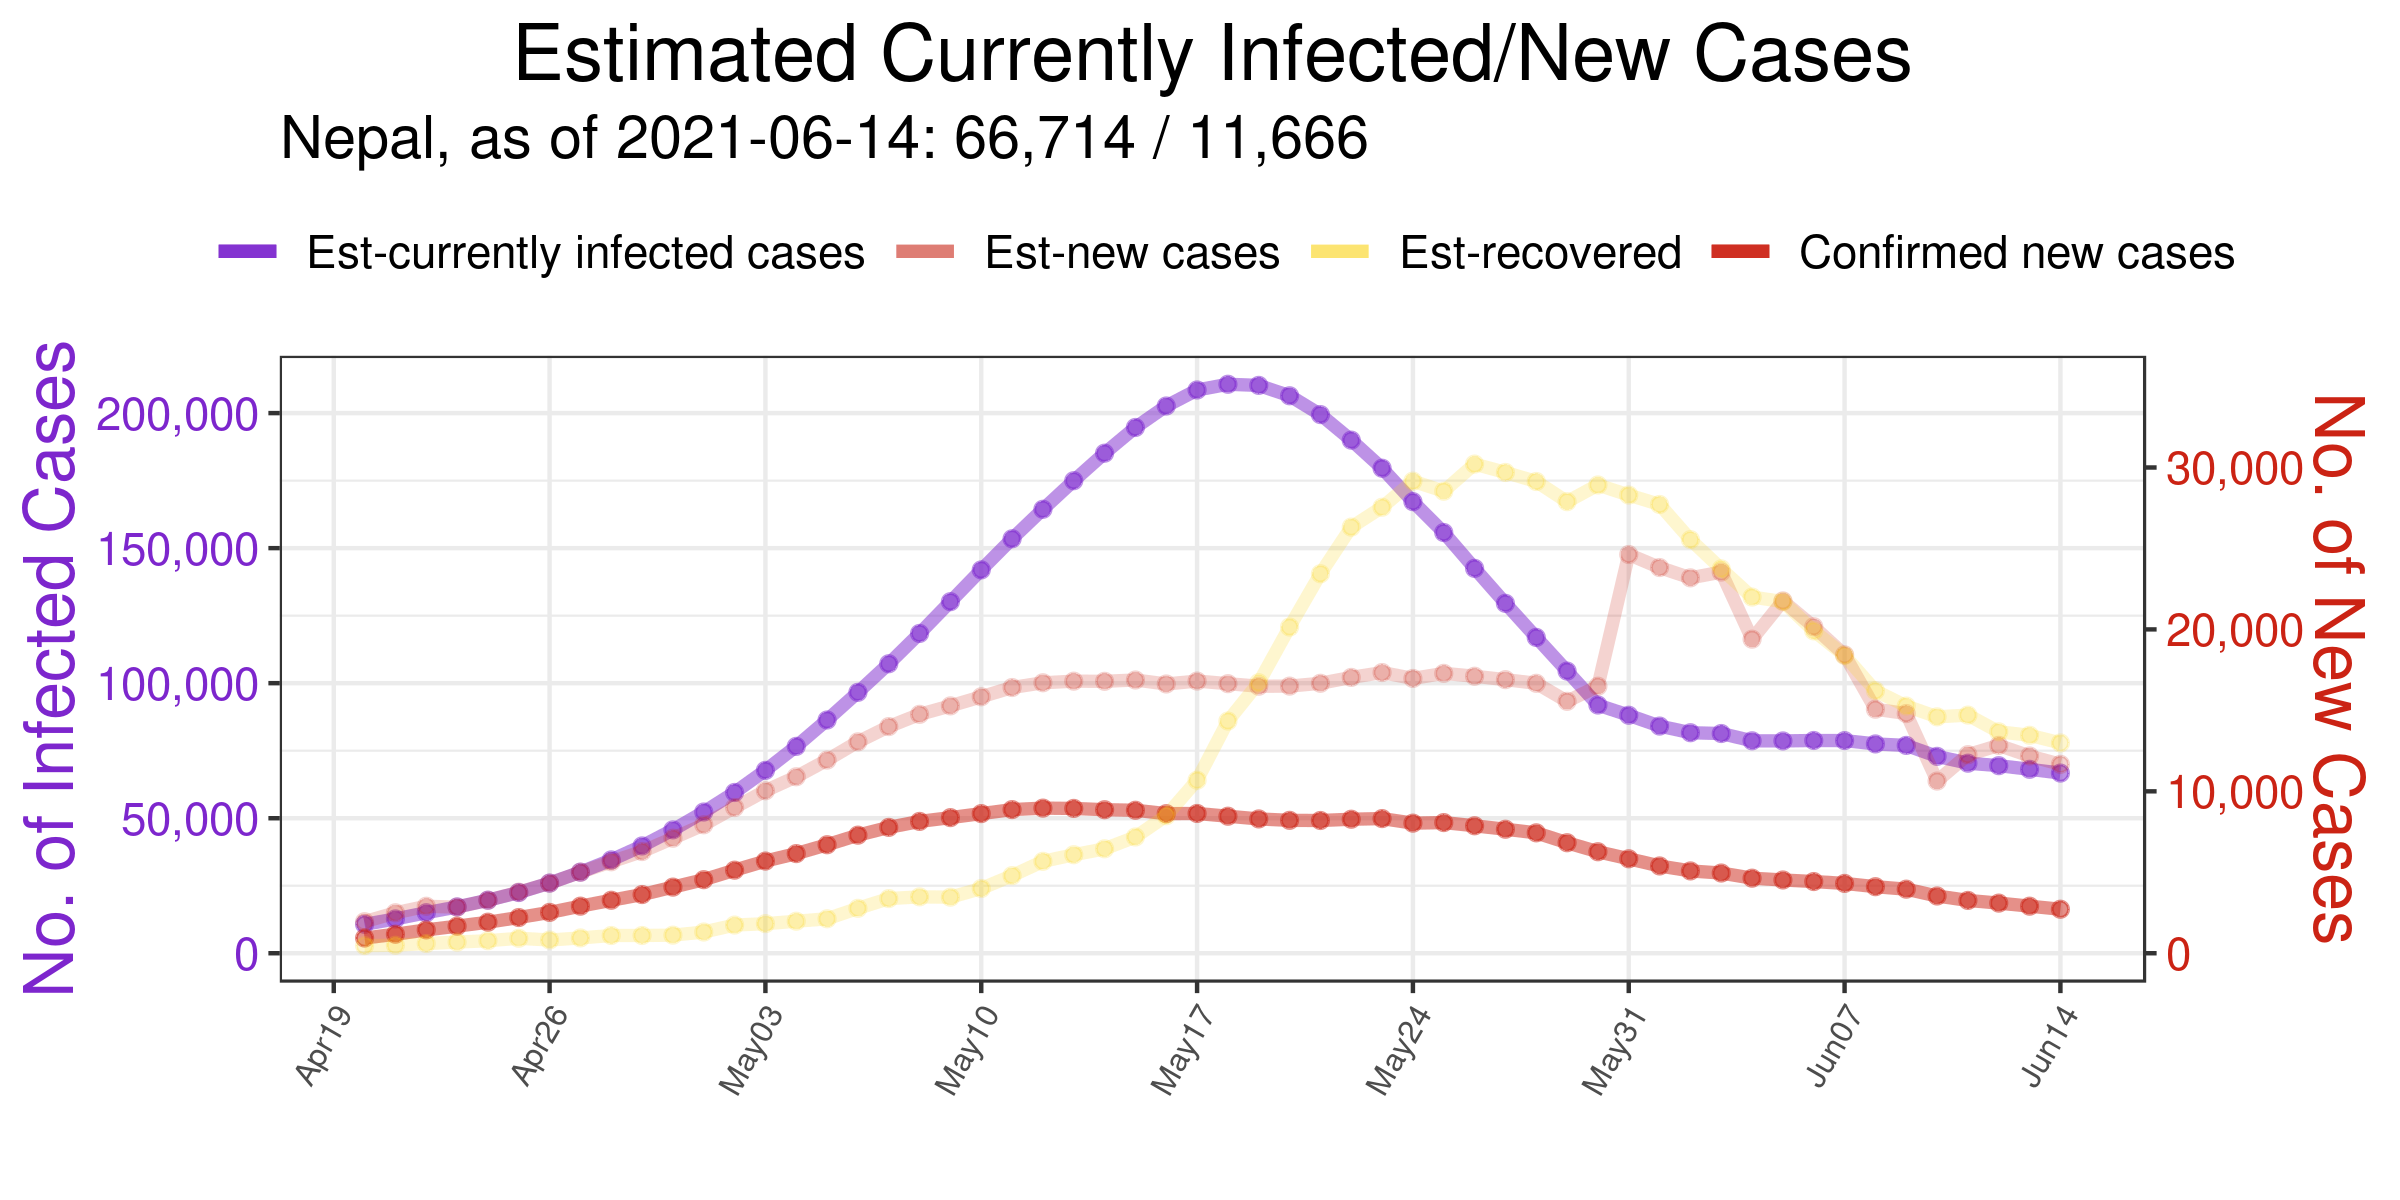 Estimated Currently Infected/New Cases
Nepal, as of 2021-06-14: 66,714 / 11,666
Est-currently infected cases Est-new cases Est-recovered Confirmed new cases
No. of Infected Cases
200,000
150,000
100,000
50,000
0
30,000
20,000
10,000
0
No. of New Cases
Apr19 Apr26 May03 May10 May17 May24 May31 Jun07 Jun14